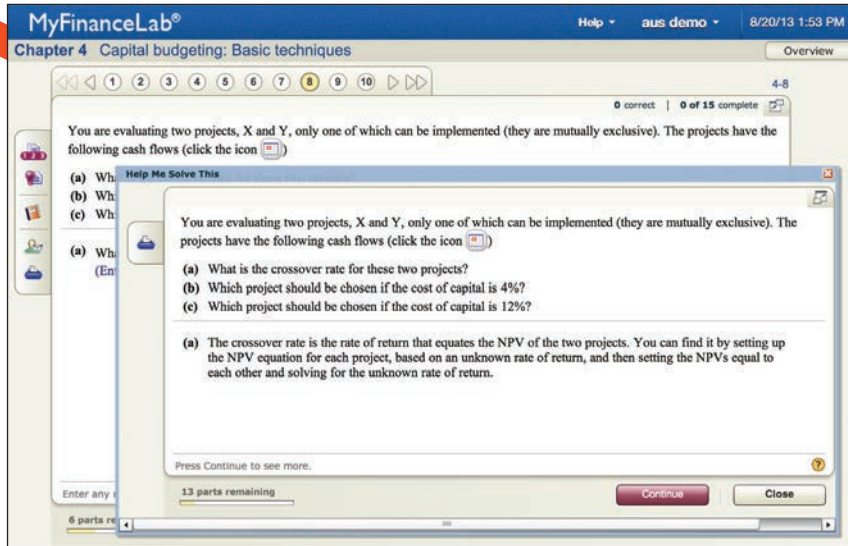 MyFinanceLab®
Help
aus demo
8/20/13 1:53 PM
Chapter 4 Capital budgeting: Basic techniques
Overview
1 2 3 4 5 6 7 8 9 10
4-8
0 correct | 0 of 15 complete
You are evaluating two projects, X and Y, only one of which can be implemented (they are mutually exclusive). The projects have the
following cash flows (click the icon )
(a) Wh
(b) Wh
(c) Wh
(a) Wh
(En
Enter any
6 parts re
Help Me Solve This
You are evaluating two projects, X and Y, only one of which can be implemented (they are mutually exclusive). The
projects have the following cash flows (click the icon )
(a) What is the crossover rate for these two projects?
(b) Which project should be chosen if the cost of capital is 4%?
(c) Which project should be chosen if the cost of capital is 12%?
(a) The crossover rate is the rate of return that equates the NPV of the two projects. You can find it by setting up
the NPV equation for each project, based on an unknown rate of return, and then setting the NPVs equal to
each other and solving for the unknown rate of return.
Press Continue to see more.
?
13 parts remaining
Continue
Close